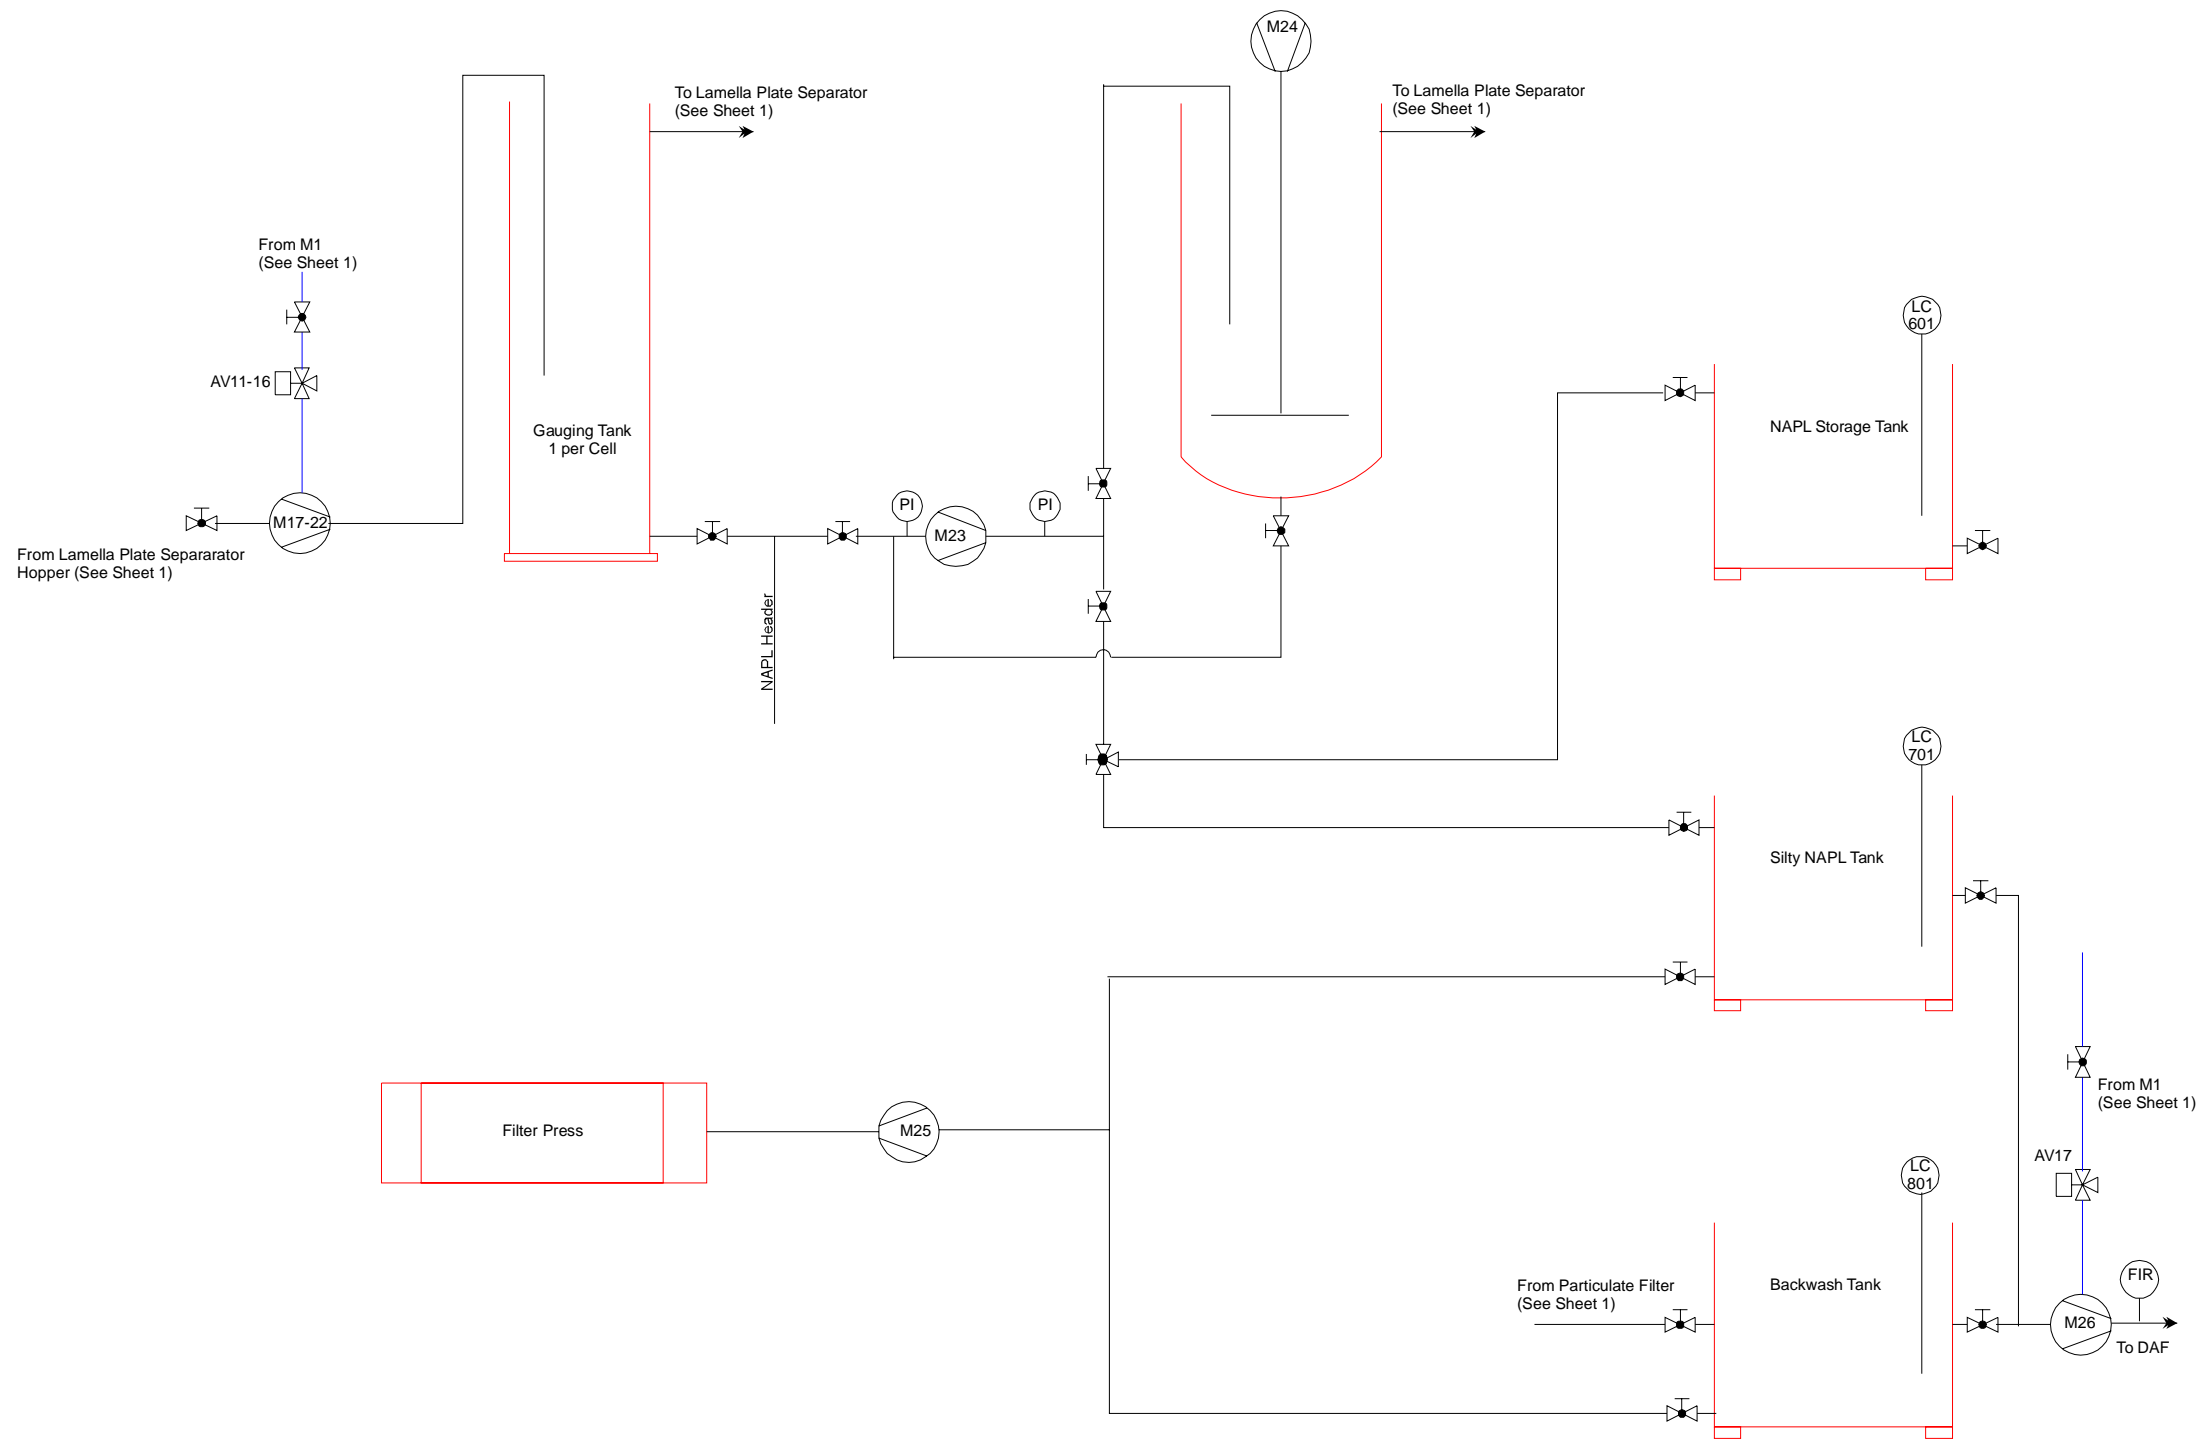 M24
To Lamella Plate Separator
(See Sheet 1)
To Lamella Plate Separator
(See Sheet 1)
From M1
(See Sheet 1)
LC
601
AV11-16
Gauging Tank
1 per Cell
NAPL Storage Tank
M17-22
PI
PI
M23
From Lamella Plate Separarator
Hopper (See Sheet 1)
NAPL Header
LC
701
Silty NAPL Tank
From M1
(See Sheet 1)
Filter Press
M25
AV17
LC
801
From Particulate Filter
(See Sheet 1)
Backwash Tank
FIR
M26
To DAF